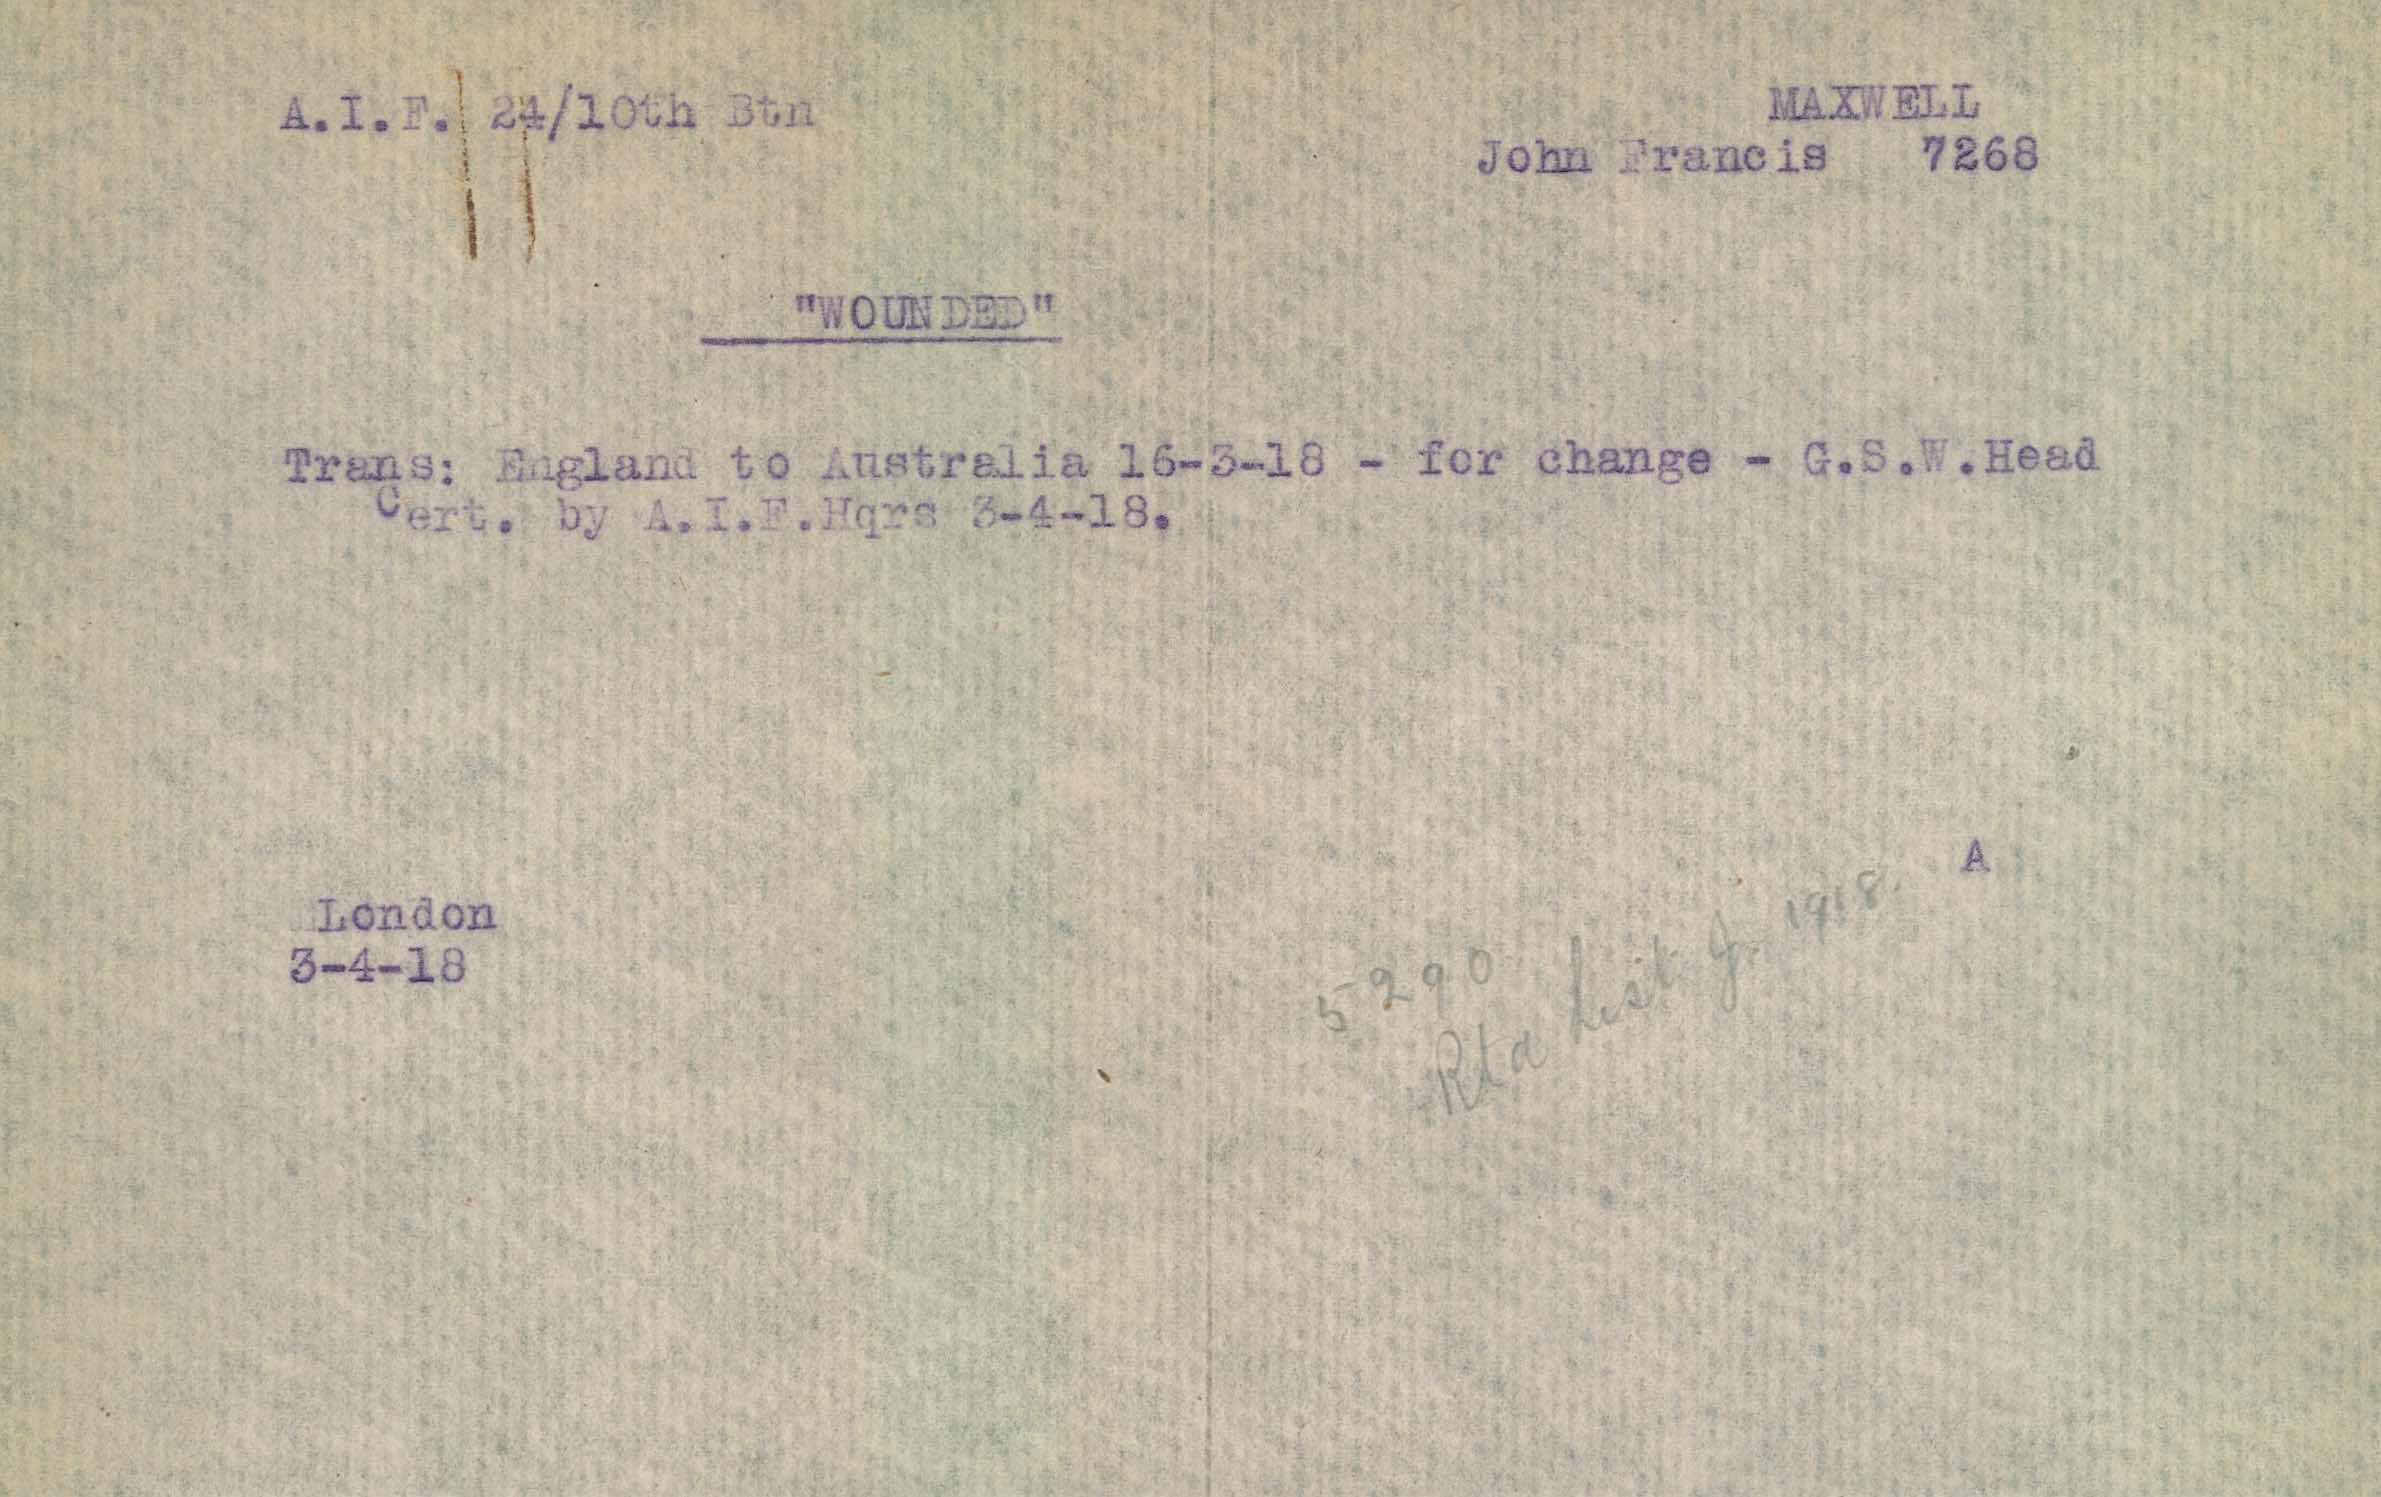 A.I.F. 24/10th Btn
MAXWELL
John Francis 7268
"WOUNDED"
Trans: England to Australia 16-3-18 - for change - G.S.W.Head
Cert. by A.I.F.Hqrs 3-4-18.
A
London
3-4-18
5290
Rta List J. 1918.